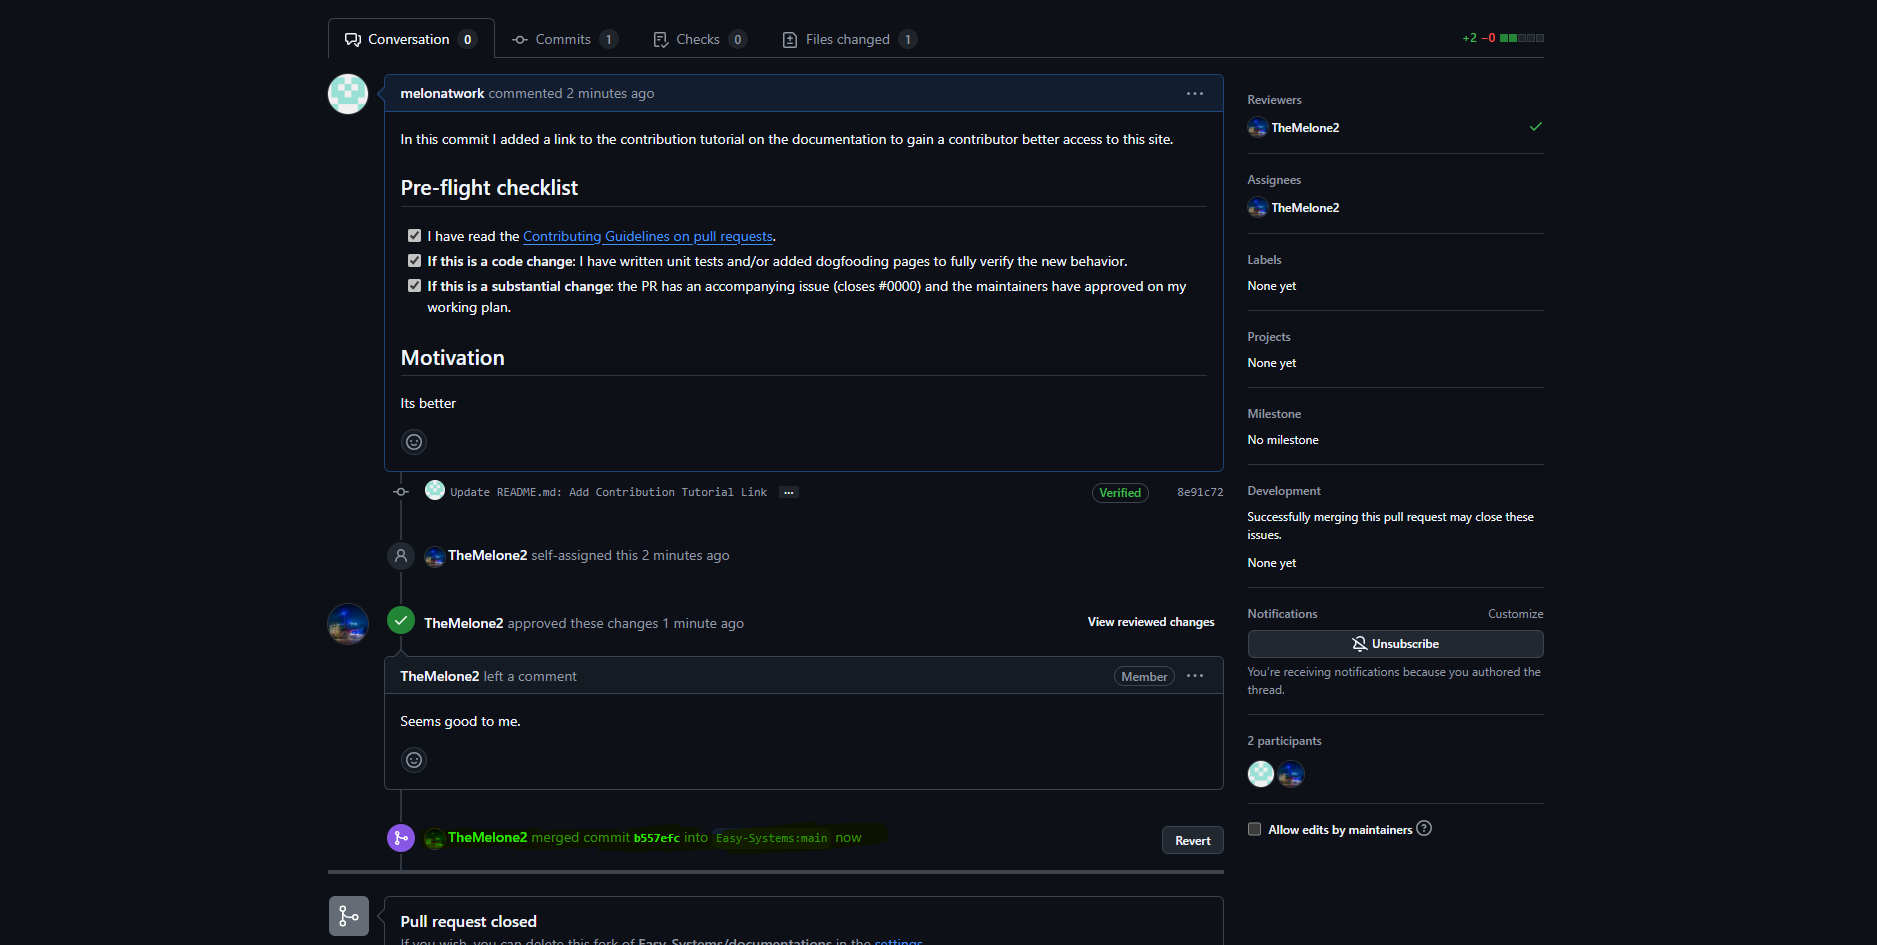 Conversation 0 Commits 1 Checks 0 Files changed 1 +2 −0
melonatwork commented 2 minutes ago
In this commit I added a link to the contribution tutorial on the documentation to gain a contributor better access to this site.
Pre-flight checklist
I have read the Contributing Guidelines on pull requests.
If this is a code change: I have written unit tests and/or added dogfooding pages to fully verify the new behavior.
If this is a substantial change: the PR has an accompanying issue (closes #0000) and the maintainers have approved on my
working plan.
Motivation
Its better
Update README.md: Add Contribution Tutorial Link ... Verified 8e91c72
TheMelone2 self-assigned this 2 minutes ago
TheMelone2 approved these changes 1 minute ago View reviewed changes
TheMelone2 left a comment Member
Seems good to me.
TheMelone2 merged commit b557efc into Easy-Systems:main now Revert
Pull request closed
If you wish, you can delete this fork of Easy-Systems/documentations in the settings.
Reviewers
TheMelone2
Assignees
TheMelone2
Labels
None yet
Projects
None yet
Milestone
No milestone
Development
Successfully merging this pull request may close these
issues.
None yet
Notifications Customize
Unsubscribe
You're receiving notifications because you authored the
thread.
2 participants
Allow edits by maintainers ?